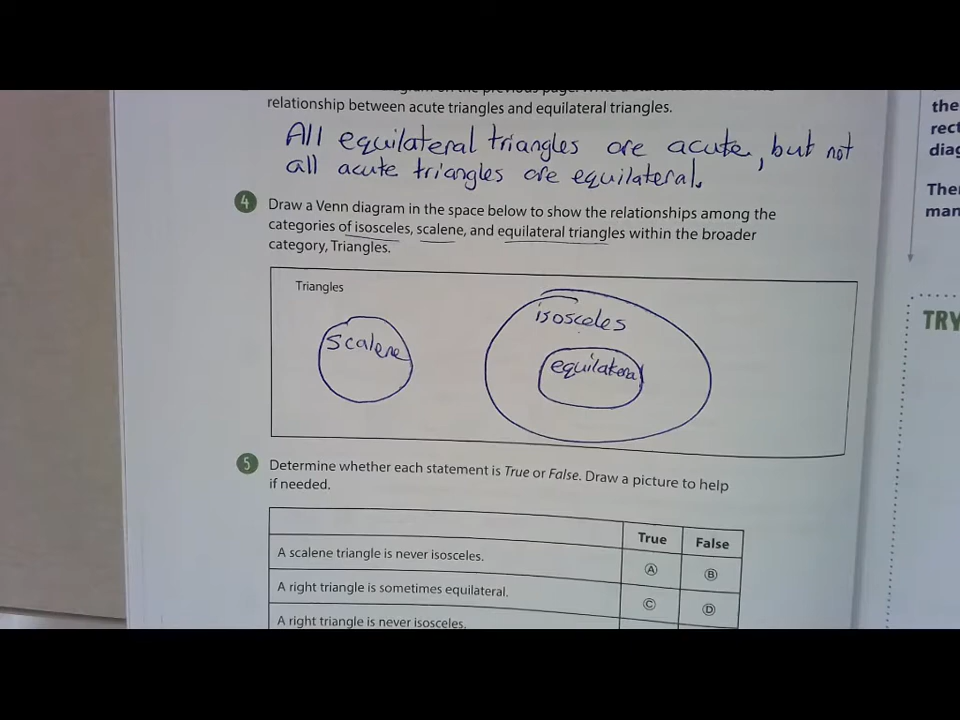 relationship between acute triangles and equilateral triangles.
All equilateral triangles are acute, but not
all acute triangles are equilateral.
4 Draw a Venn diagram in the space below to show the relationships among the
categories of isosceles, scalene, and equilateral triangles within the broader
category, Triangles.
Triangles
isosceles
scalene
equilateral
5 Determine whether each statement is True or False. Draw a picture to help
if needed.
True False
A scalene triangle is never isosceles. A B
A right triangle is sometimes equilateral. C D
A right triangle is never isosceles.
the
rect
diag
Ther
man
TRY